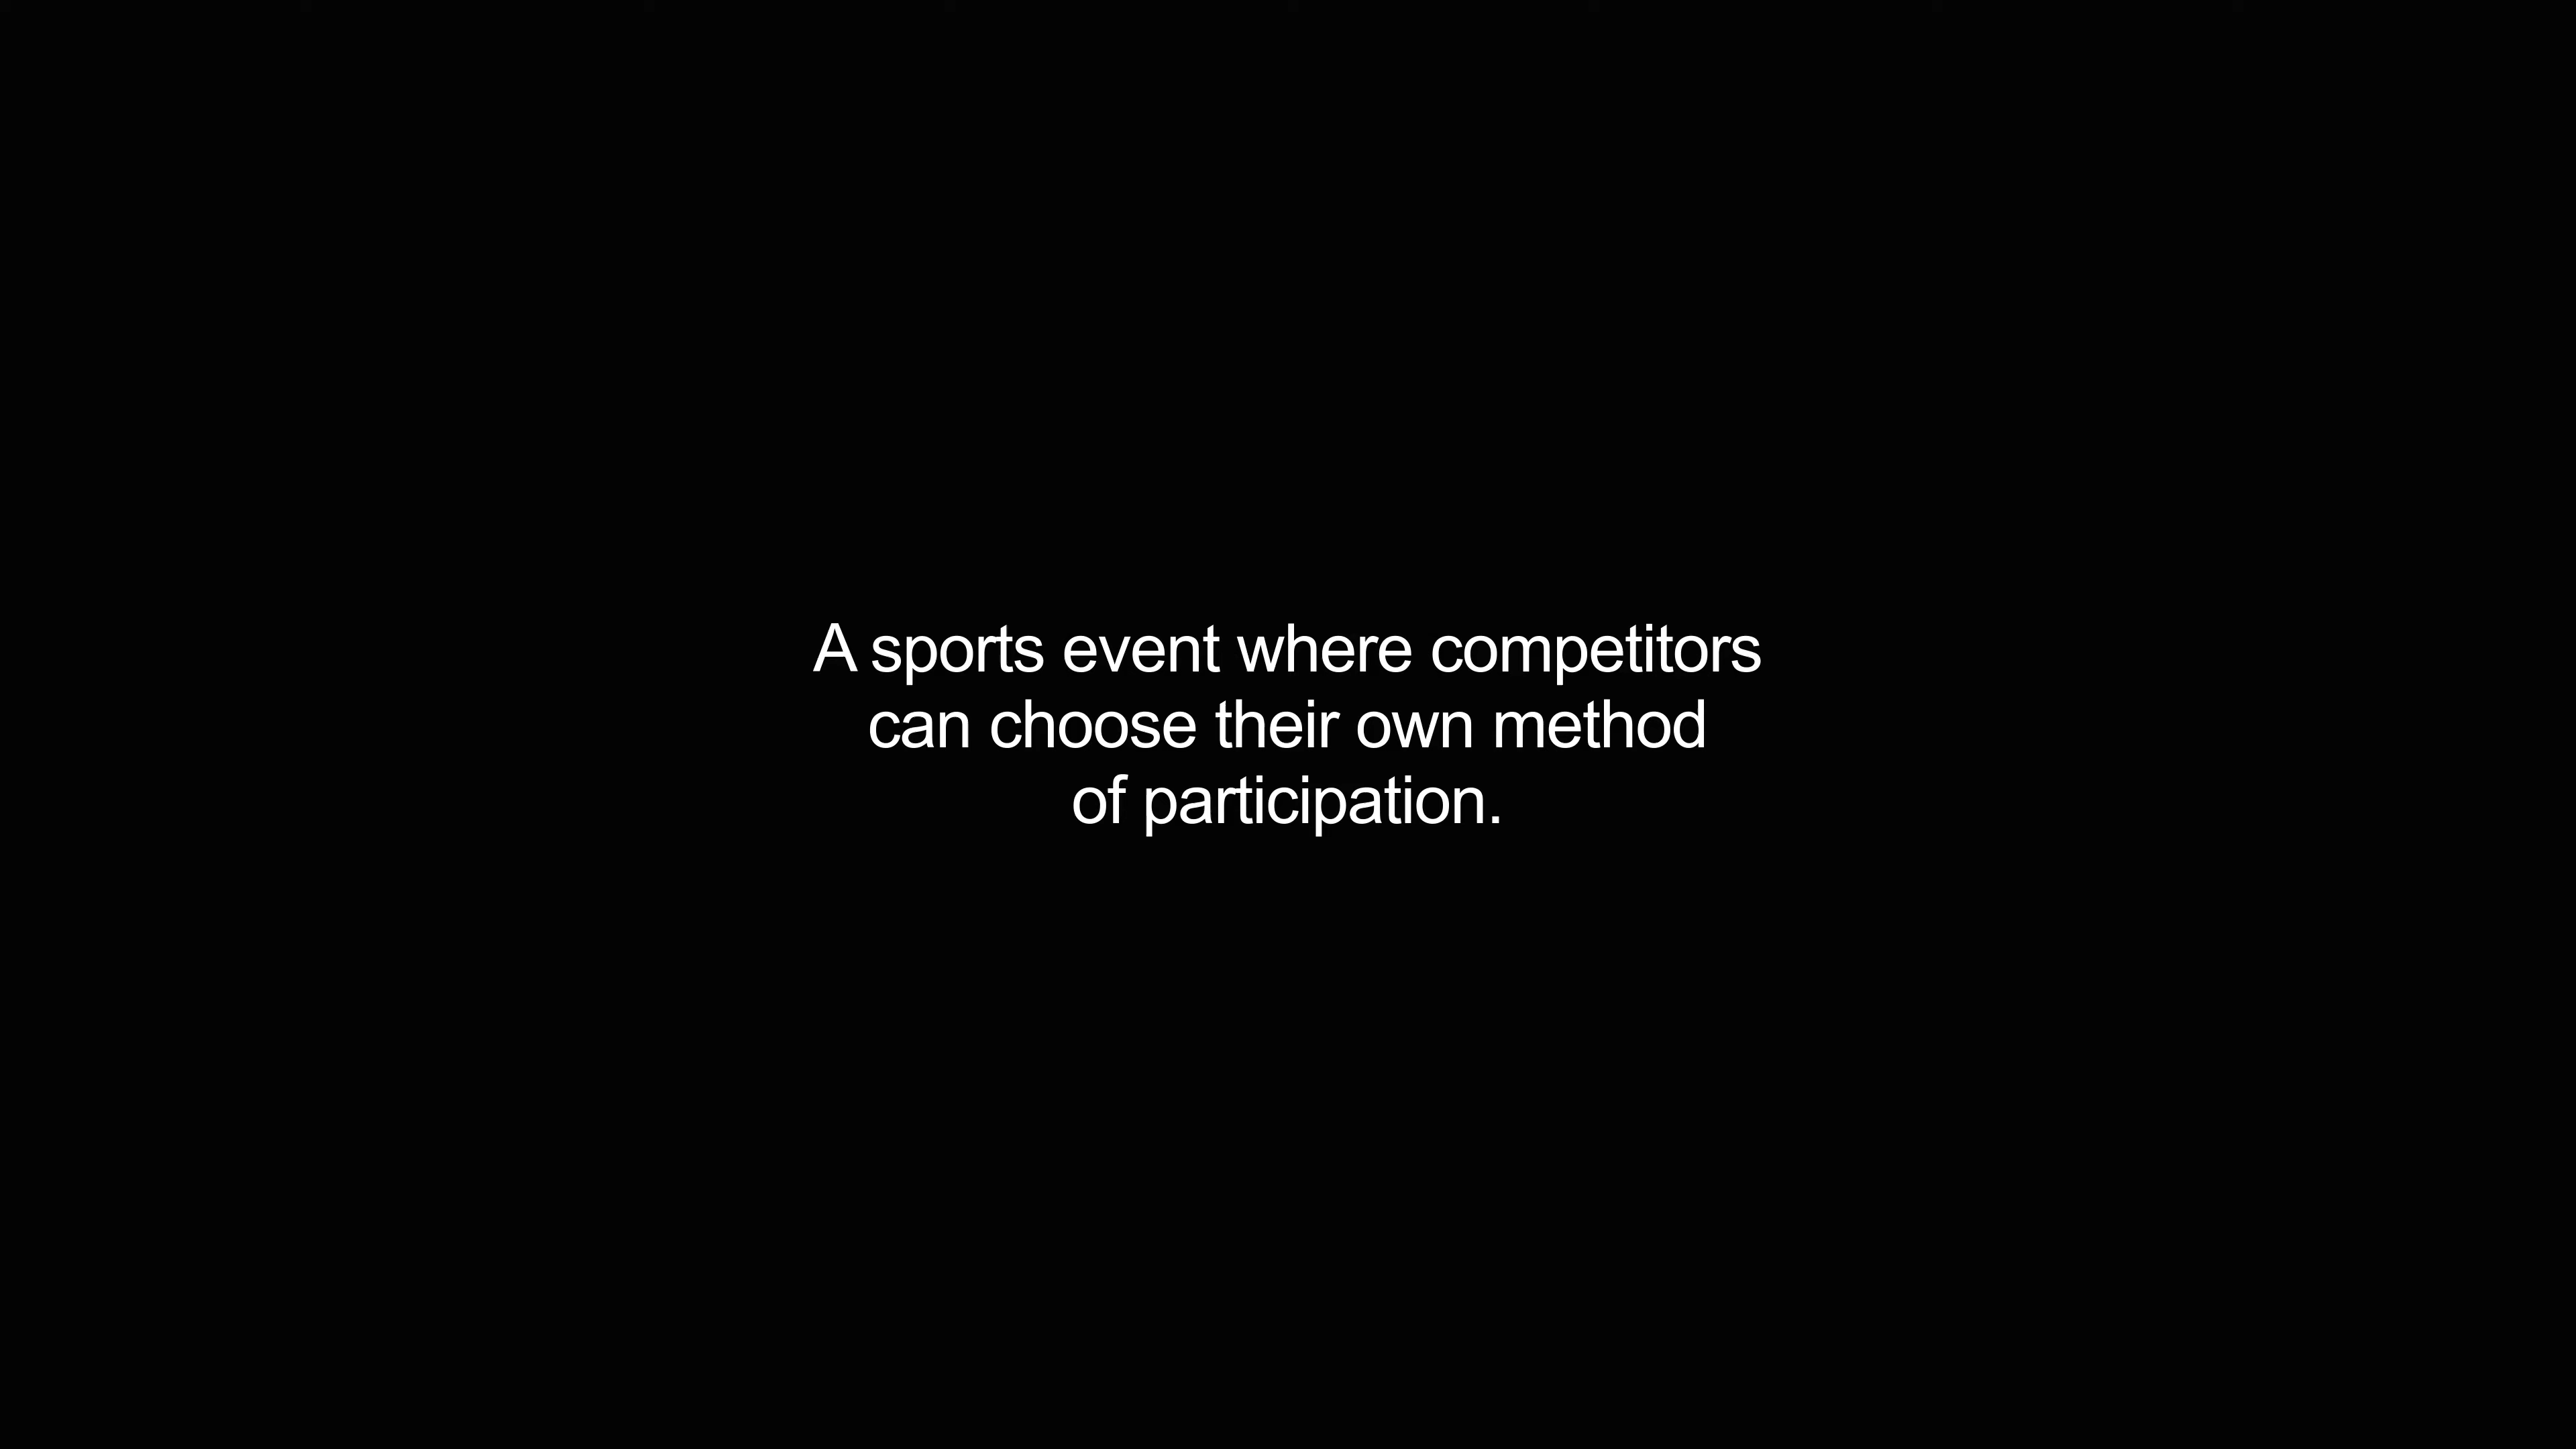 A sports event where competitors
can choose their own method
of participation.